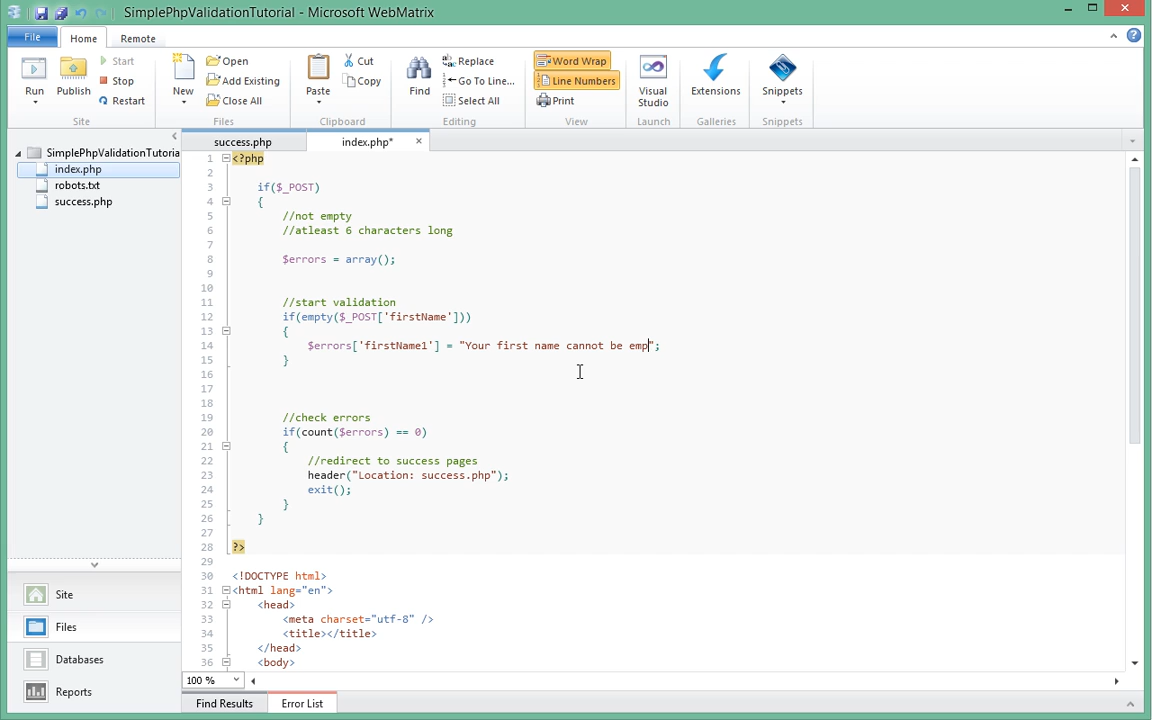 SimplePhpValidationTutorial - Microsoft WebMatrix
File
Home
Remote
Run
Publish
Start
Stop
Restart
Site
New
Open
Add Existing
Close All
Files
Paste
Cut
Copy
Clipboard
Find
Replace
Go To Line...
Select All
Editing
Word Wrap
Line Numbers
Print
View
Visual
Studio
Launch
Extensions
Galleries
Snippets
Snippets
SimplePhpValidationTutoria
index.php
robots.txt
success.php
Site
Files
Databases
Reports
success.php
index.php*
1 <?php
2
3 if($_POST)
4 {
5 //not empty
6 //atleast 6 characters long
7
8 $errors = array();
9
10
11 //start validation
12 if(empty($_POST['firstName']))
13 {
14 $errors['firstName1'] = "Your first name cannot be emp";
15 }
16
17
18
19 //check errors
20 if(count($errors) == 0)
21 {
22 //redirect to success pages
23 header("Location: success.php");
24 exit();
25 }
26 }
27
28 ?>
29
30 <!DOCTYPE html>
31 <html lang="en">
32 <head>
33 <meta charset="utf-8" />
34 <title></title>
35 </head>
36 <body>
100 %
Find Results
Error List